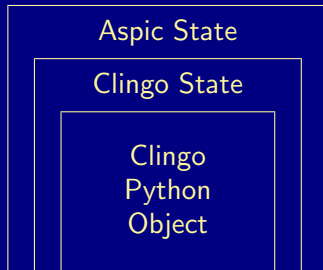 Aspic State
Clingo State
Clingo
Python
Object